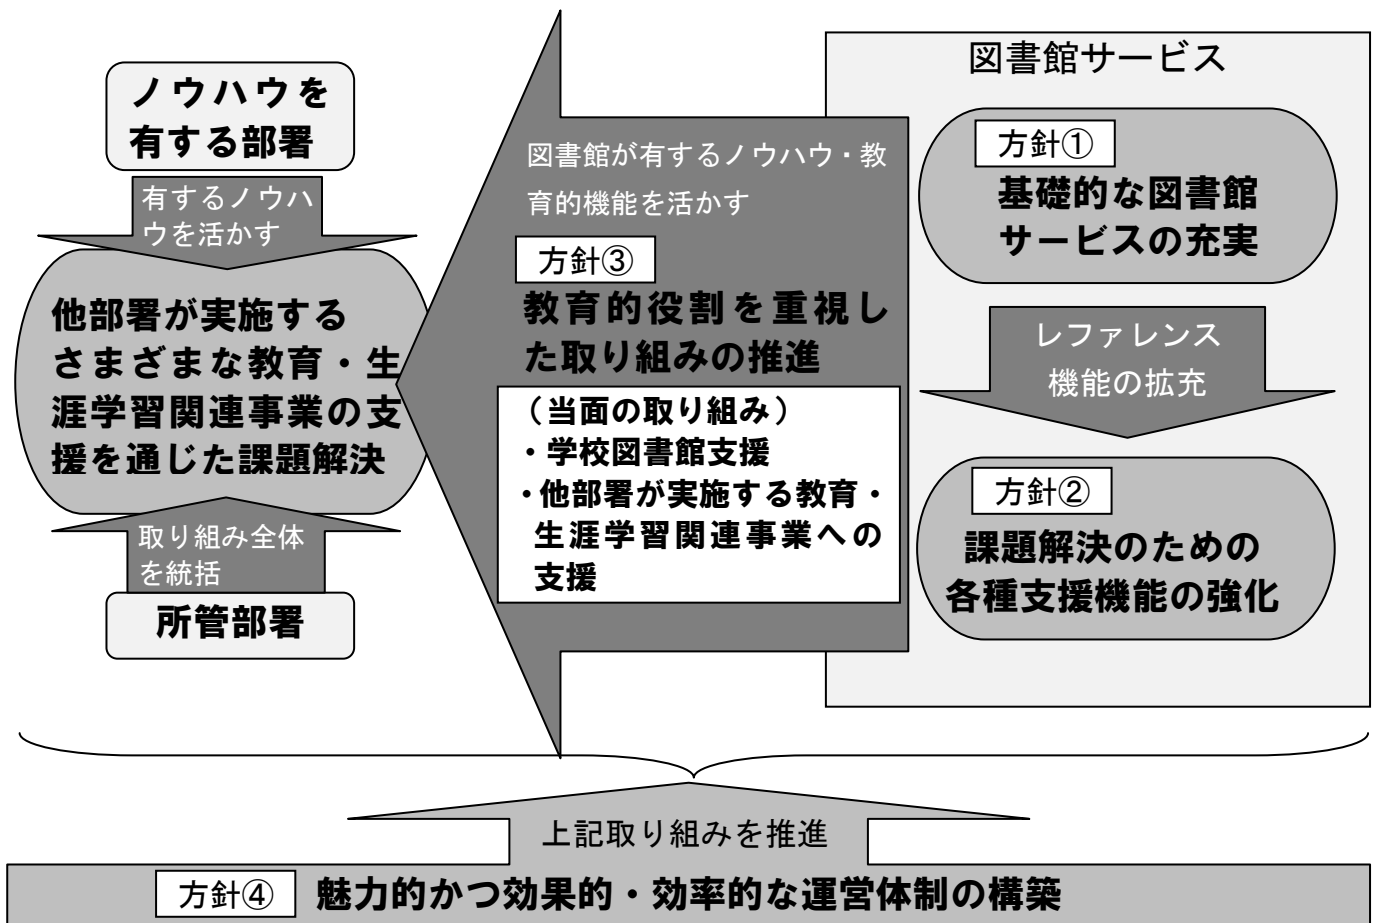 ノウハウを
有する部署
有するノウハ
ウを活かす
他部署が実施する
さまざまな教育・生
涯学習関連事業の支
援を通じた課題解決
取り組み全体
を統括
所管部署
図書館が有するノウハウ・教
育的機能を活かす
方針③
教育的役割を重視し
た取り組みの推進
（当面の取り組み）
・学校図書館支援
・他部署が実施する教育・
生涯学習関連事業への
支援
図書館サービス
方針①
基礎的な図書館
サービスの充実
レファレンス
機能の拡充
方針②
課題解決のための
各種支援機能の強化
上記取り組みを推進
方針④ 魅力的かつ効果的・効率的な運営体制の構築